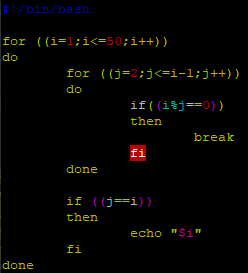 #!/bin/bash
for ((i=1;i<=50;i++))
do
for ((j=2;j<=i-1;j++))
do
if((i%j==0))
then
break
fi
done
if ((j==i))
then
echo "$i"
fi
done